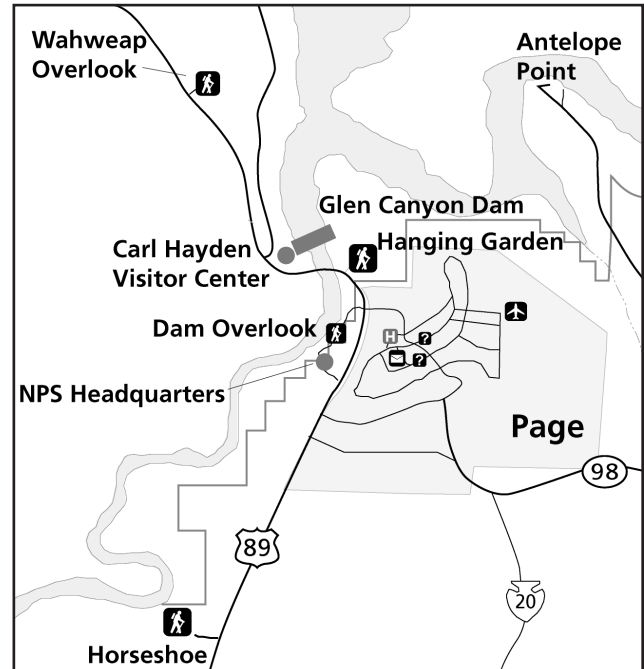 Wahweap
Overlook
Antelope
Point
Glen Canyon Dam
Hanging Garden
Carl Hayden
Visitor Center
Dam Overlook
H
?
?
NPS Headquarters
Page
98
89
20
Horseshoe